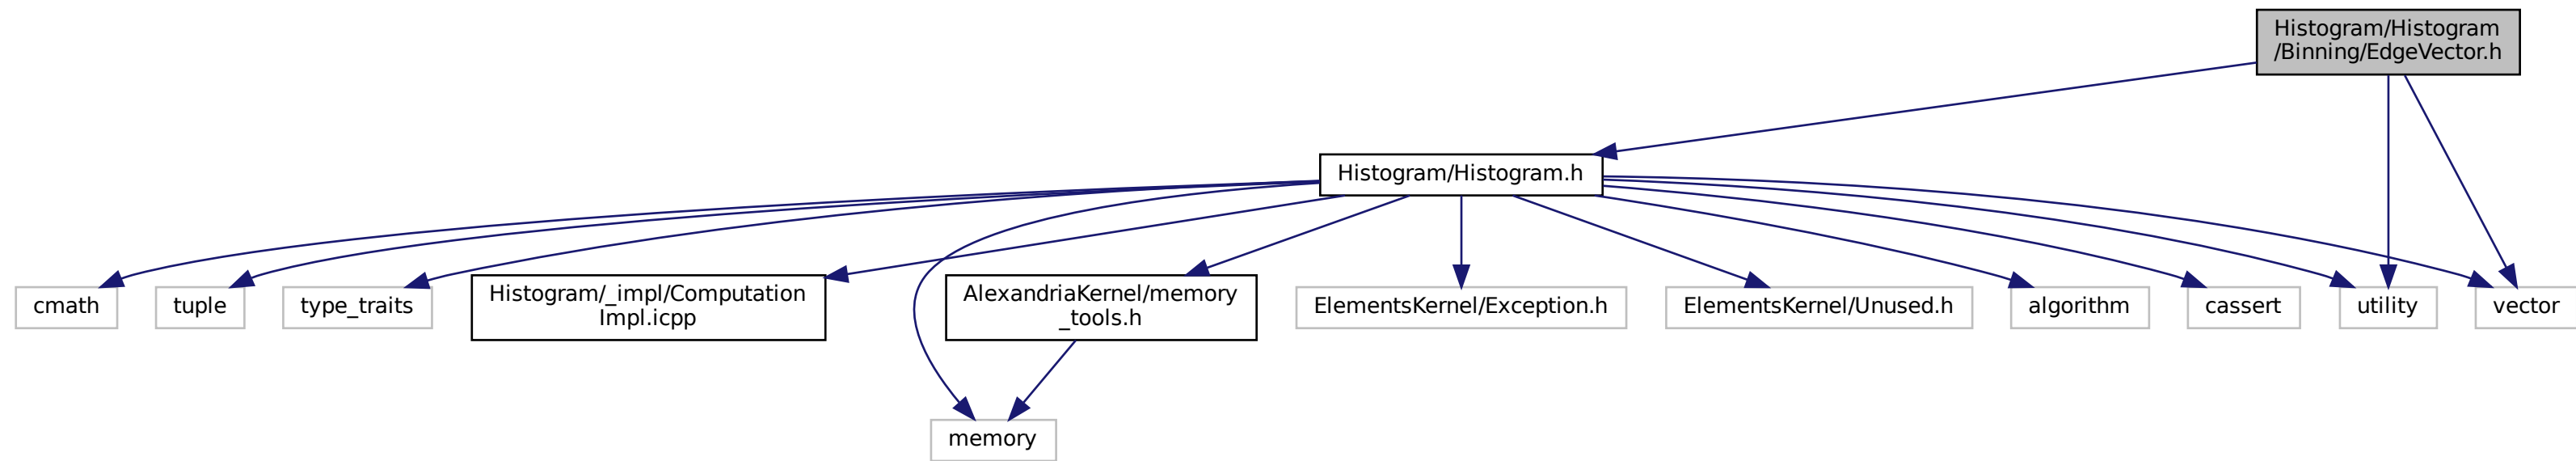 Histogram/Histogram
/Binning/EdgeVector.h
Histogram/Histogram.h
cmath
tuple
type_traits
Histogram/_impl/Computation
Impl.icpp
AlexandriaKernel/memory
_tools.h
ElementsKernel/Exception.h
ElementsKernel/Unused.h
algorithm
cassert
utility
vector
memory